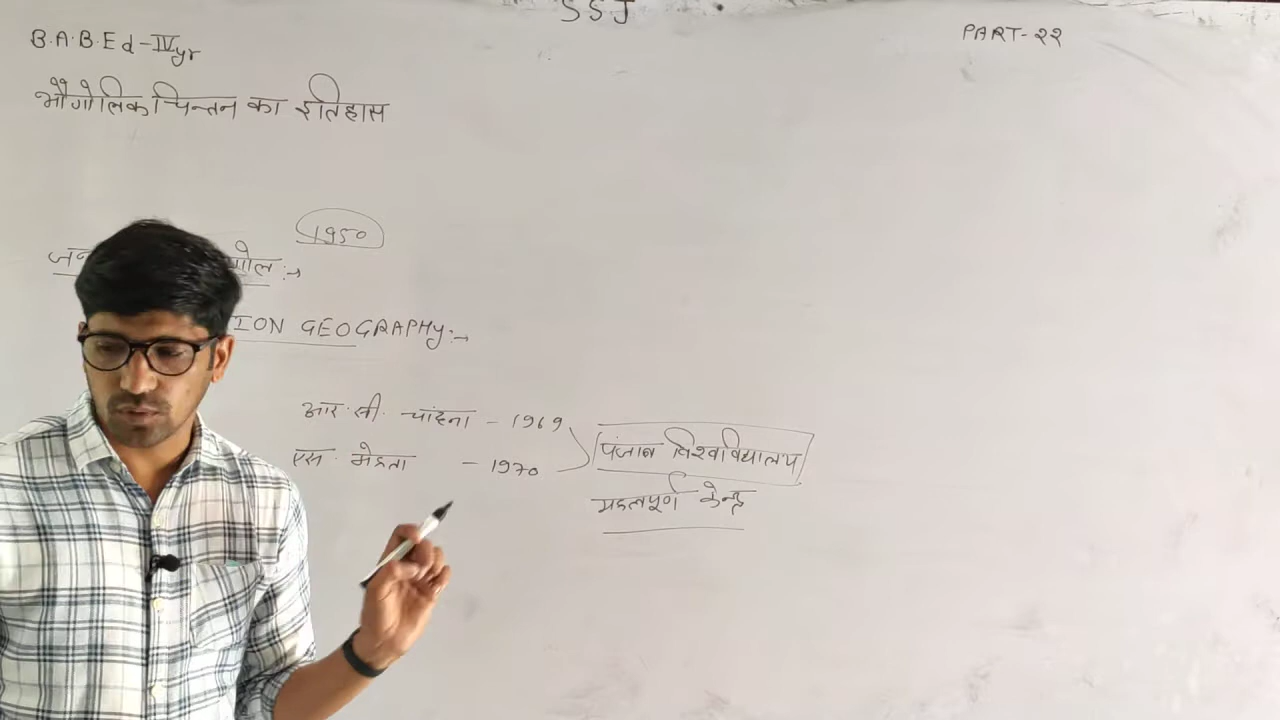 SSJ
PART-22
B.A.B.Ed-IVyr
भौगोलिक चिन्तन का इतिहास
1950
गोल :→
ION GEOGRAPHY:→
आर. सी. चांदना - 1969
एस. मेहता - 1970
पंजाब विश्वविद्यालय
महत्वपूर्ण केन्द्र